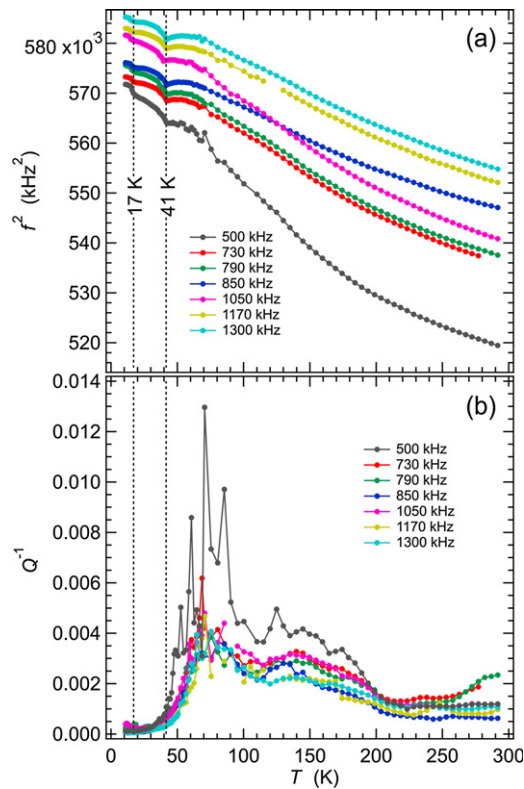 (a)
580 x10³
570
560
550
540
530
520
f² (kHz²)
17 K
41 K
500 kHz
730 kHz
790 kHz
850 kHz
1050 kHz
1170 kHz
1300 kHz
(b)
0.014
0.012
0.010
0.008
0.006
0.004
0.002
0.000
Q⁻¹
500 kHz
730 kHz
790 kHz
850 kHz
1050 kHz
1170 kHz
1300 kHz
0 50 100 150 200 250 300
T (K)